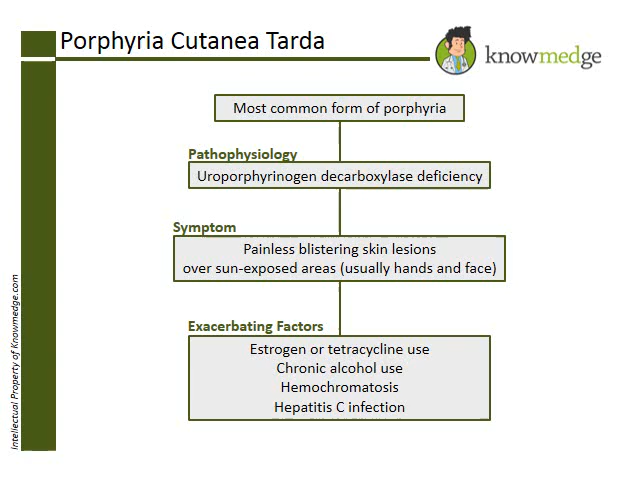 Porphyria Cutanea Tarda
knowmedge
Most common form of porphyria
Pathophysiology
Uroporphyrinogen decarboxylase deficiency
Symptom
Painless blistering skin lesions
over sun-exposed areas (usually hands and face)
Exacerbating Factors
Estrogen or tetracycline use
Chronic alcohol use
Hemochromatosis
Hepatitis C infection
Intellectual Property of Knowmedge.com